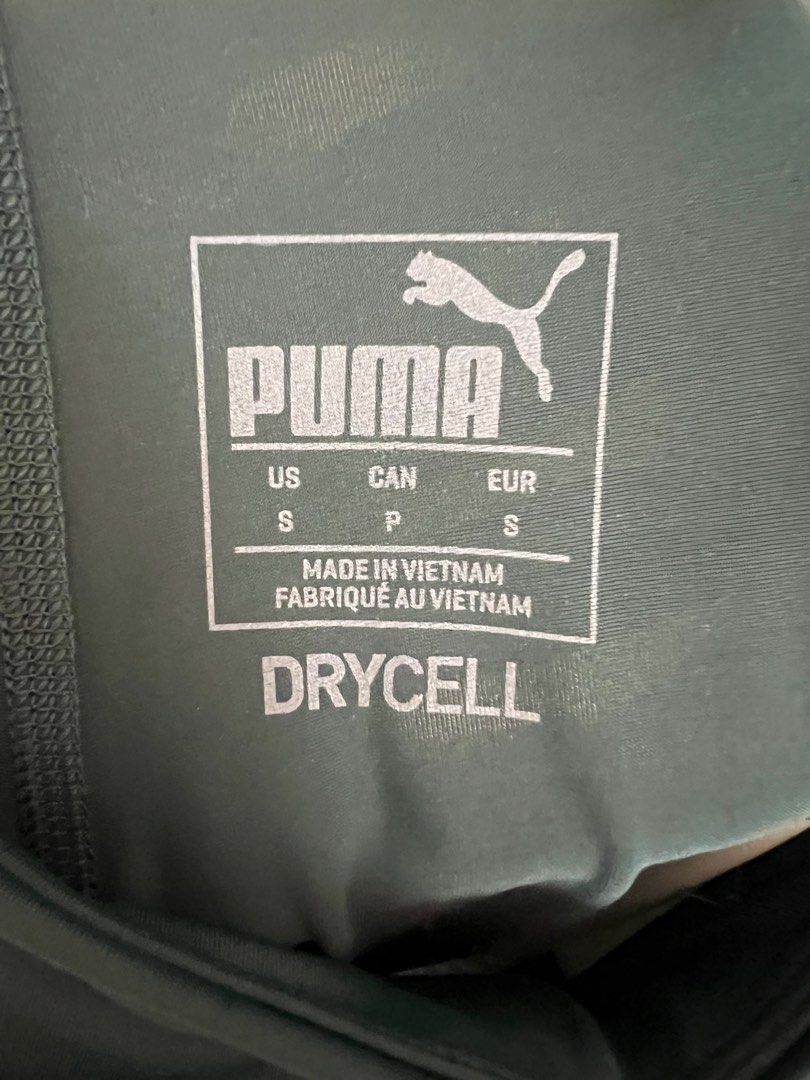 PUMA
US CAN EUR
S P S
MADE IN VIETNAM
FABRIQUÉ AU VIETNAM
DRYCELL